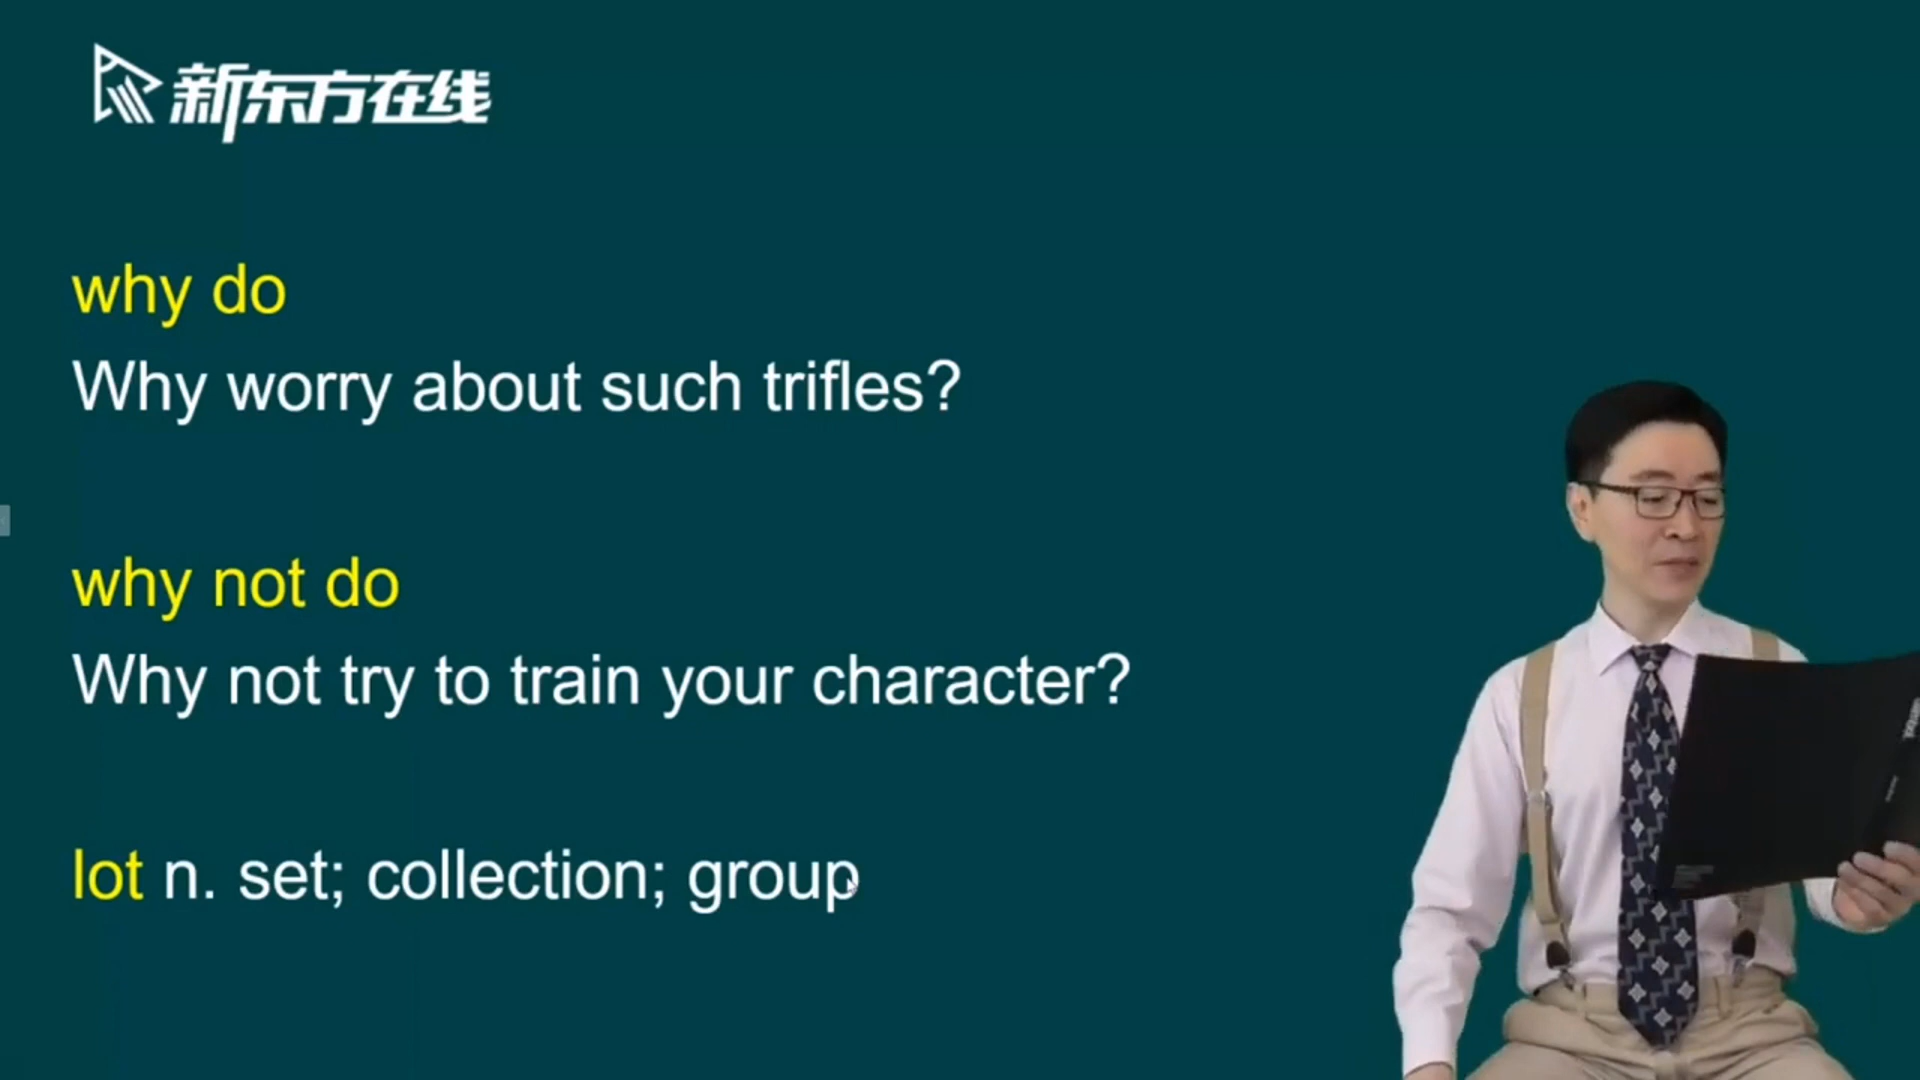 新东方在线
why do
Why worry about such trifles?
why not do
Why not try to train your character?
lot n. set; collection; group